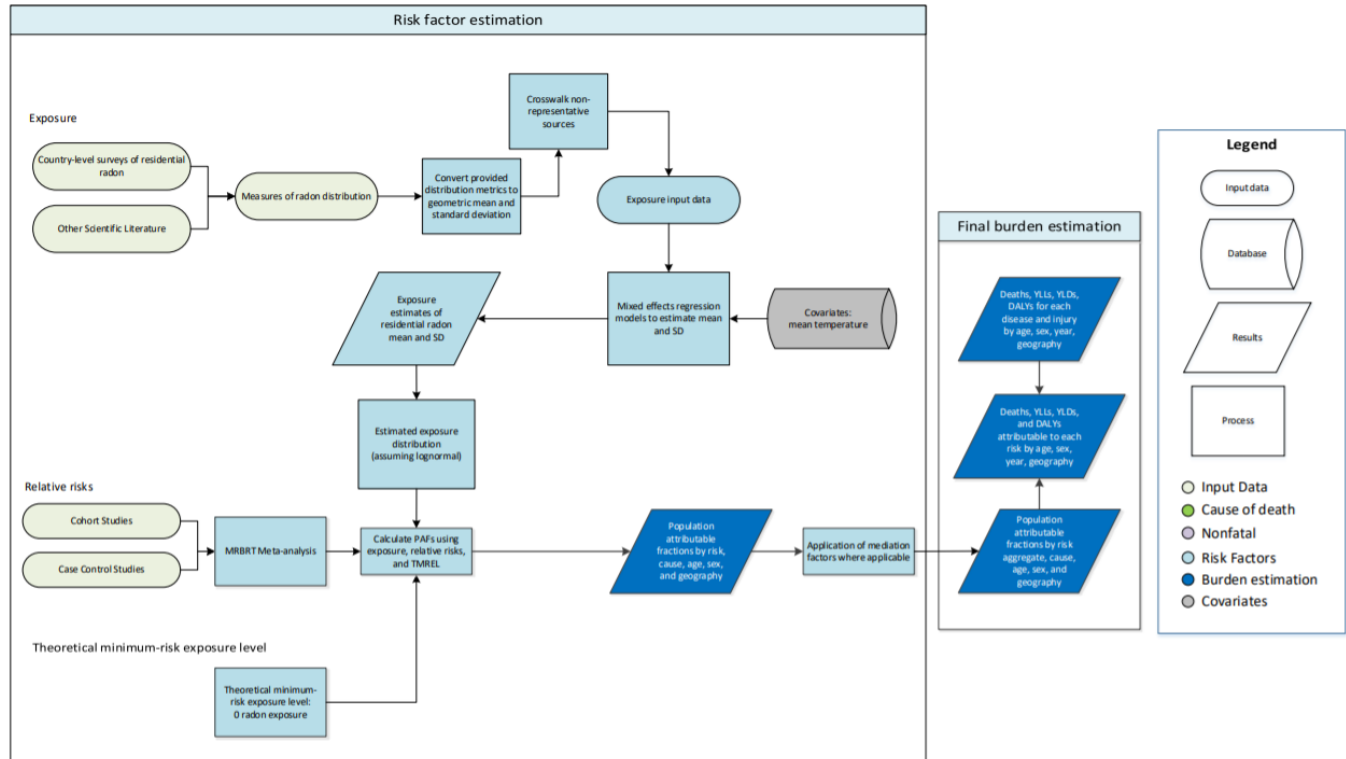 Risk factor estimation
Exposure
Country-level surveys of residential
radon
Other Scientific Literature
Measures of radon distribution
Convert provided
distribution metrics to
geometric mean and
standard deviation
Crosswalk non-
representative
sources
Exposure input data
Mixed effects regression
models to estimate mean
and SD
Covariates:
mean temperature
Exposure
estimates of
residential radon
mean and SD
Estimated exposure
distribution
(assuming lognormal)
Relative risks
Cohort Studies
Case Control Studies
MRBRT Meta-analysis
Calculate PAFs using
exposure, relative risks,
and TMREL
Population
attributable
fractions by risk,
cause, age, sex,
and geography
Application of mediation
factors where applicable
Theoretical minimum-risk exposure level
Theoretical minimum-
risk exposure level:
0 radon exposure
Final burden estimation
Deaths, YLLs, YLDs,
DALYs for each
disease and injury
by age, sex, year,
geography
Deaths, YLLs, YLDs,
and DALYs
attributable to each
risk by age, sex,
year, geography
Population
attributable
fractions by risk
aggregate, cause,
age, sex, and
geography
Legend
Input data
Database
Results
Process
Input Data
Cause of death
Nonfatal
Risk Factors
Burden estimation
Covariates